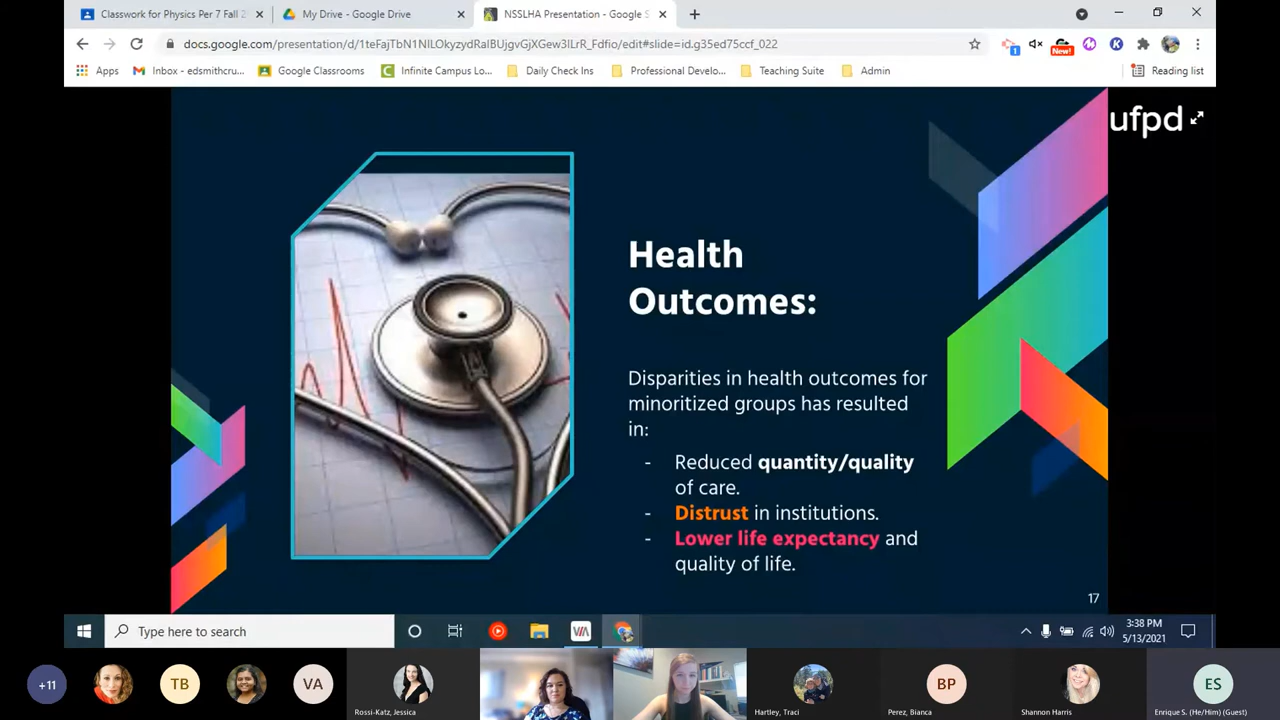 Classwork for Physics Per 7 Fall 2
My Drive - Google Drive
NSSLHA Presentation - Google S
docs.google.com/presentation/d/1t=FajTbN1NILOkyzydRaIBUjgvGjXGew3ILrR_Fdfio/edit#slide=id.g35ed75ccf_022
1
New!
K
Apps
Inbox - edsmithcru...
Google Classrooms
Infinite Campus Lo...
Daily Check Ins
Professional Develo...
Teaching Suite
Admin
Reading list
ufpd
Health
Outcomes:
Disparities in health outcomes for
minoritized groups has resulted
in:
- Reduced quantity/quality
of care.
- Distrust in institutions.
- Lower life expectancy and
quality of life.
17
Type here to search
VIA
3:38 PM
5/13/2021
+11
TB
VA
Rossi-Katz, Jessica
Hartley, Traci
BP
Perez, Bianca
Shannon Harris
ES
Enrique S. (He/Him) (Guest)